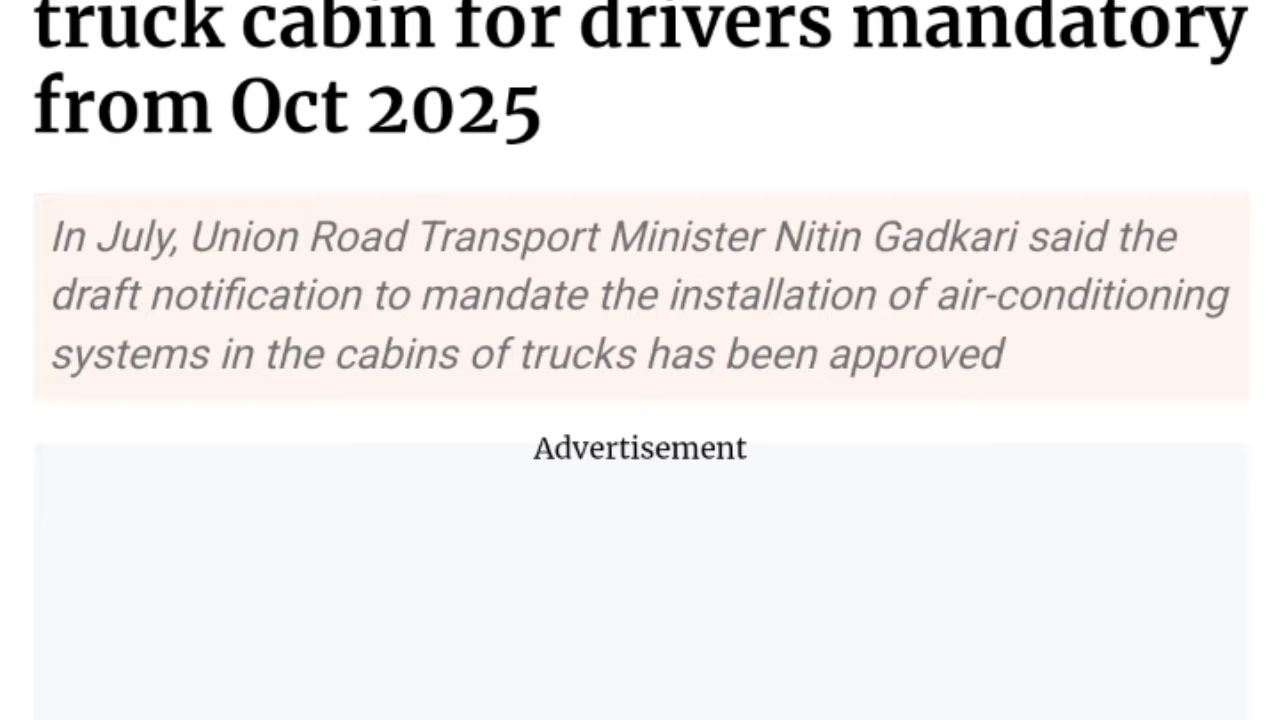 truck cabin for drivers mandatory
from Oct 2025
In July, Union Road Transport Minister Nitin Gadkari said the
draft notification to mandate the installation of air-conditioning
systems in the cabins of trucks has been approved
Advertisement